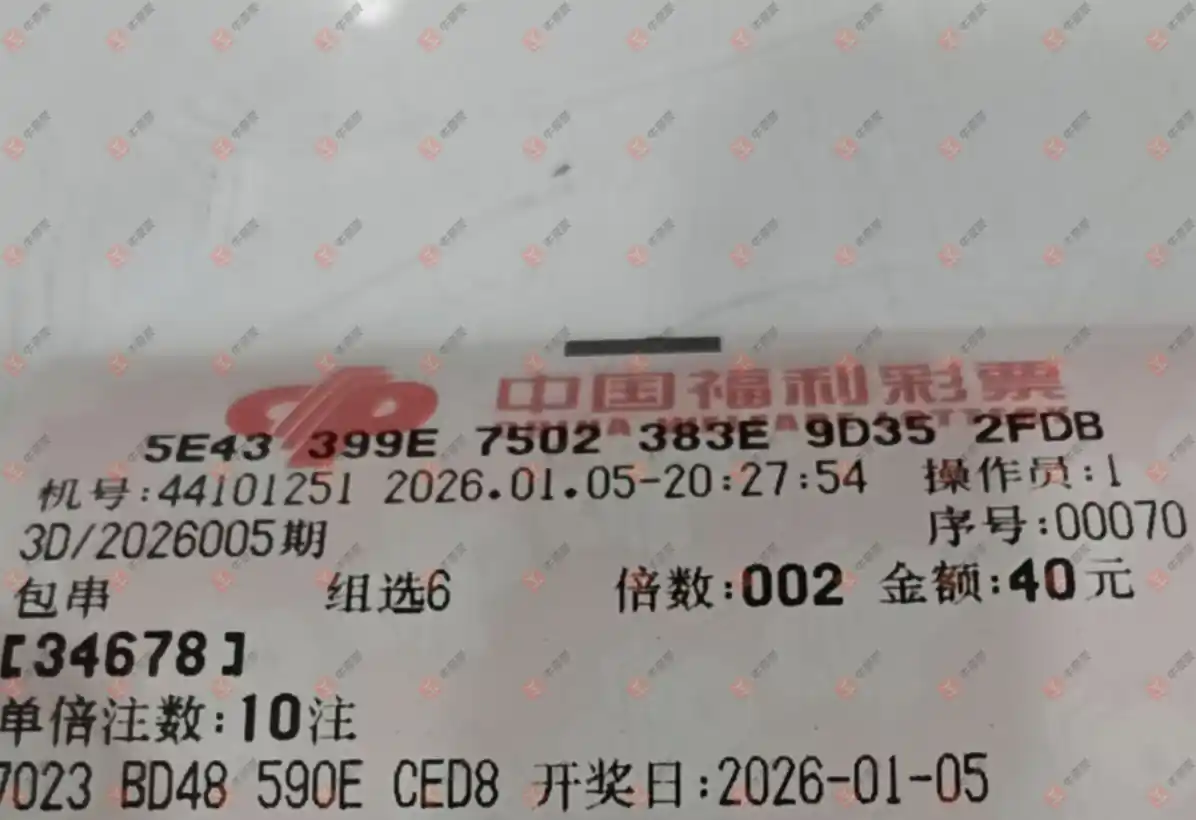 中国福利彩票
5E43 399E 7502 383E 9D35 2FDB
机号:44101251 2026.01.05-20:27:54 操作员:1
3D/2026005期 序号:00070
包串 组选6 倍数:002 金额:40元
[34678]
单倍注数:10注
7023 BD48 590E CED8 开奖日:2026-01-05